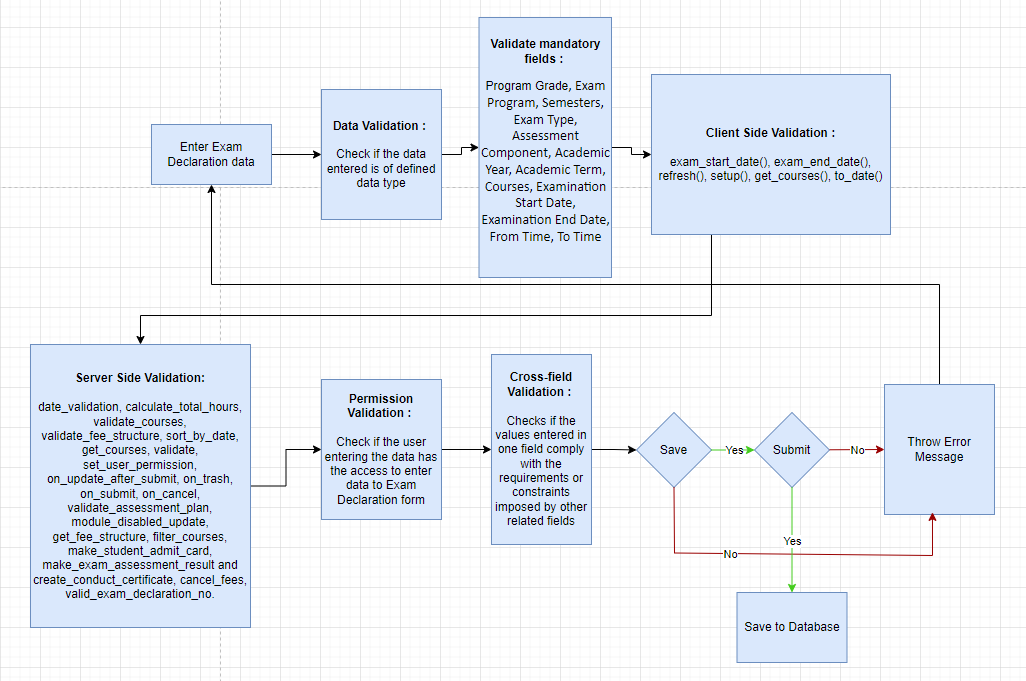 Enter Exam
Declaration data
Data Validation :
Check if the data
entered is of defined
data type
Validate mandatory
fields :
Program Grade, Exam
Program, Semesters,
Exam Type,
Assessment
Component, Academic
Year, Academic Term,
Courses, Examination
Start Date,
Examination End Date,
From Time, To Time
Client Side Validation :
exam_start_date(), exam_end_date(),
refresh(), setup(), get_courses(), to_date()
Server Side Validation:
date_validation, calculate_total_hours,
validate_courses,
validate_fee_structure, sort_by_date,
get_courses, validate,
set_user_permission,
on_update_after_submit, on_trash,
on_submit, on_cancel,
validate_assessment_plan,
module_disabled_update,
get_fee_structure, filter_courses,
make_student_admit_card,
make_exam_assessment_result and
create_conduct_certificate, cancel_fees,
valid_exam_declaration_no.
Permission
Validation :
Check if the user
entering the data has
the access to enter
data to Exam
Declaration form
Cross-field
Validation :
Checks if the
values entered in
one field comply
with the
requirements or
constraints
imposed by other
related fields
Save
Yes
Submit
No
Throw Error
Message
Yes
No
Save to Database